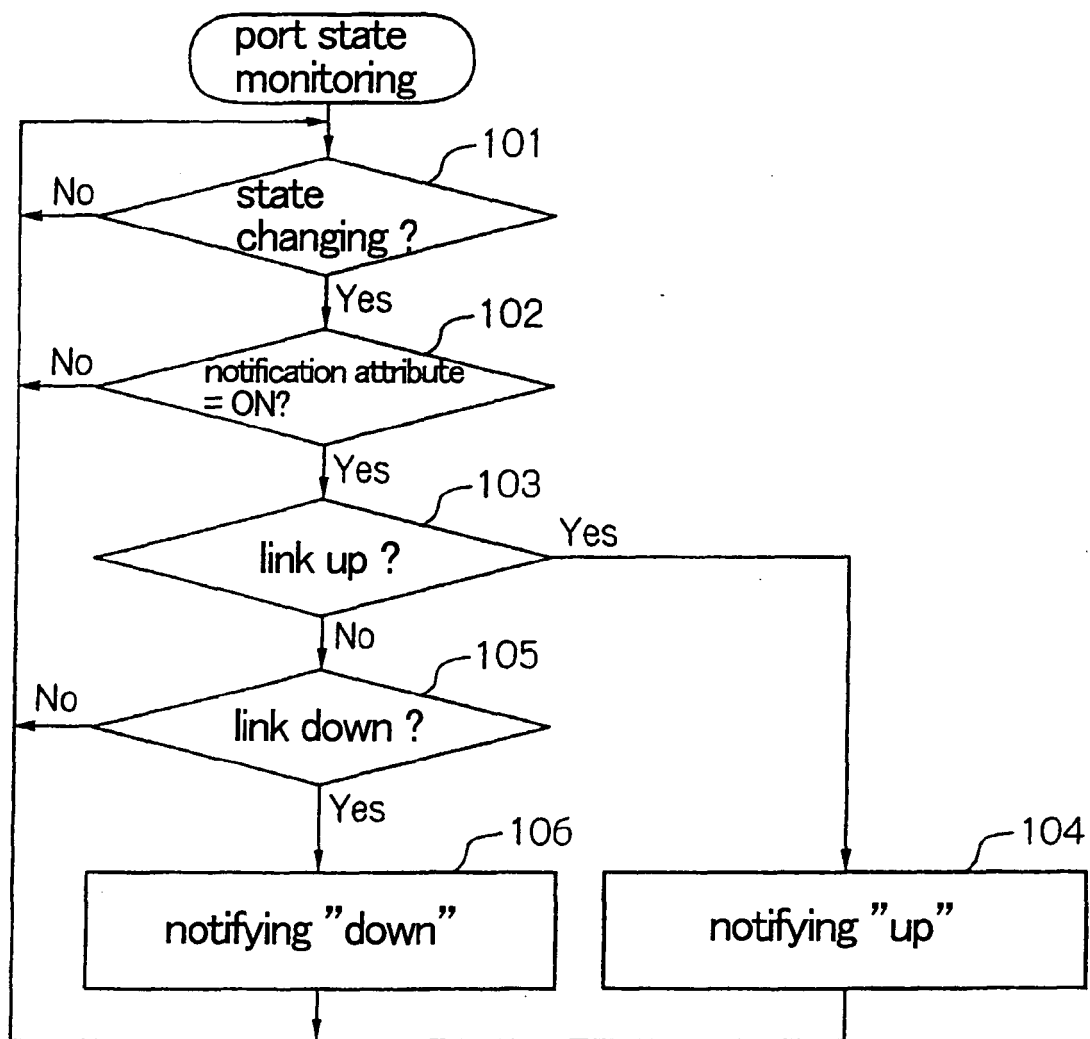 port state
monitoring
101
No
state
changing ?
Yes
102
No
notification attribute
= ON?
Yes
103
Yes
link up ?
No
105
No
link down ?
Yes
106
104
notifying ”down”
notifying ”up”